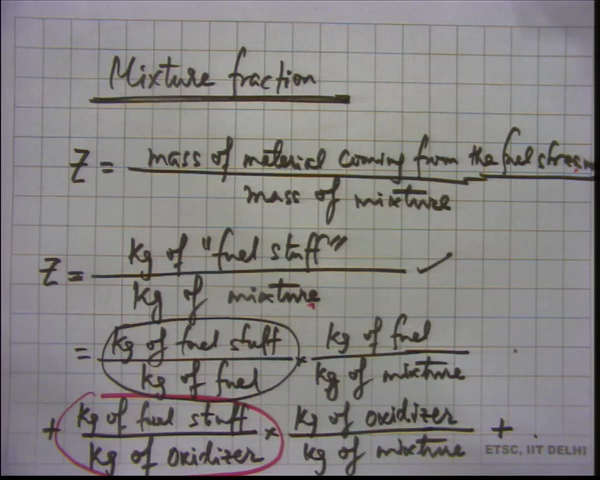 Mixture fraction
Z = mass of material coming from the fuel stream
mass of mixture
Z = kg of "fuel stuff" ✓
kg of mixture
= kg of fuel stuff × kg of fuel
kg of fuel kg of mixture
+ kg of fuel stuff × kg of oxidizer + .
kg of oxidizer kg of mixture
ETSC, IIT DELHI